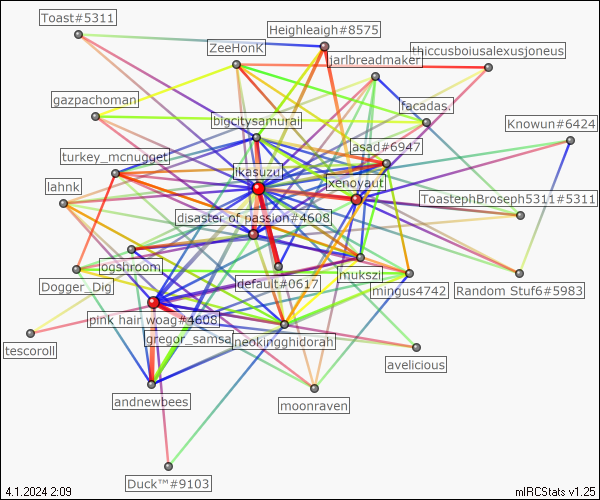 Toast#5311
Heighleaigh#8575
ZeeHonK
jarlbreadmaker
thiccusboiusalexusjoneus
gazpachoman
facadas.
bigcitysamurai
Knowun#6424
asad#6947
turkey_mcnugget
ikasuzu
xenoyaut
lahnk
ToastephBroseph5311#5311
disaster of passion#4608
ogshroom
mukszi
Dogger_Dig
default#0617
mingus4742
Random Stuf6#5983
pink hair woag#4608
gregor_samsa
neokingghidorah
tescoroll
avelicious
andnewbees
moonraven
Duck™#9103
4.1.2024 2:09
mIRCStats v1.25